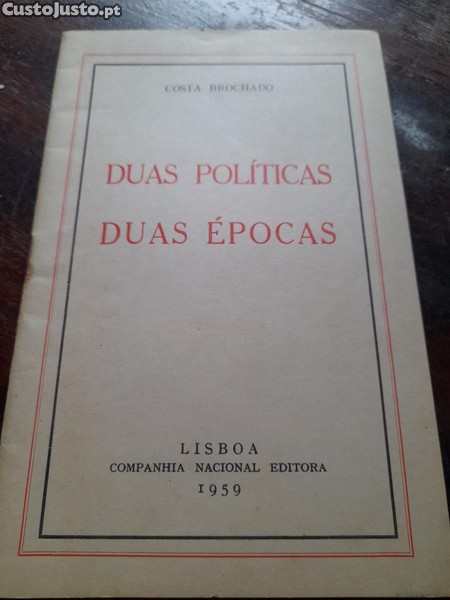 CustoJusto.pt
COSTA BROCHADO
DUAS POLÍTICAS
DUAS ÉPOCAS
LISBOA
COMPANHIA NACIONAL EDITORA
1959